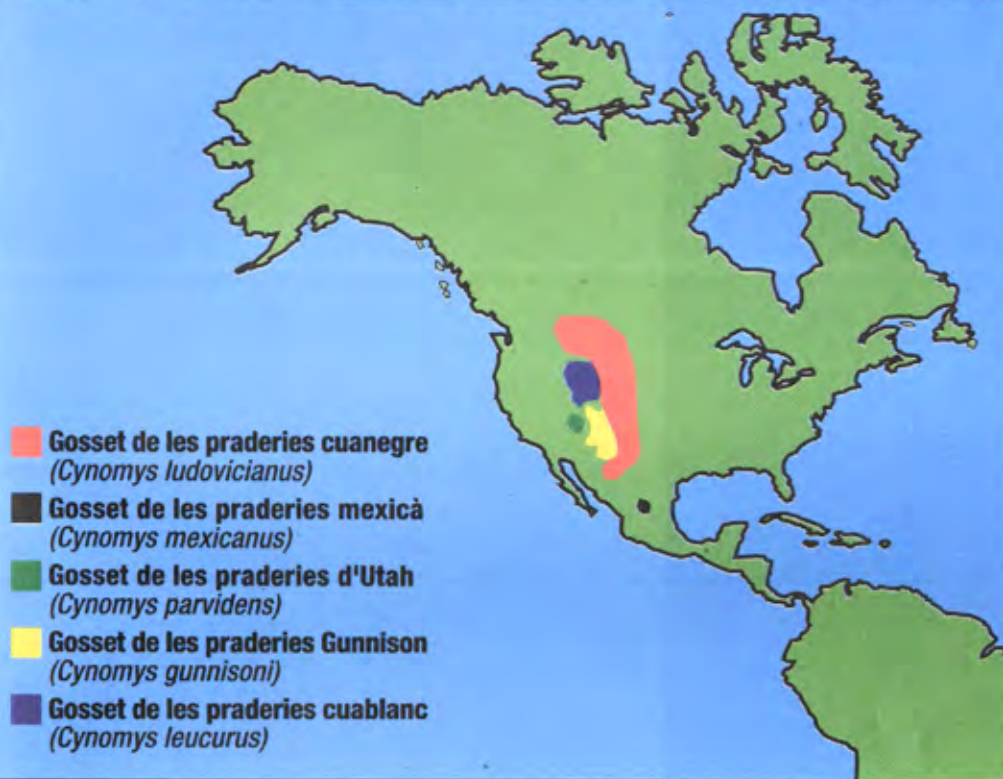 Gosset de les praderies cuanegre
(Cynomys ludovicianus)
Gosset de les praderies mexicà
(Cynomys mexicanus)
Gosset de les praderies d'Utah
(Cynomys parvidens)
Gosset de les praderies Gunnison
(Cynomys gunnisoni)
Gosset de les praderies cuablanc
(Cynomys leucurus)